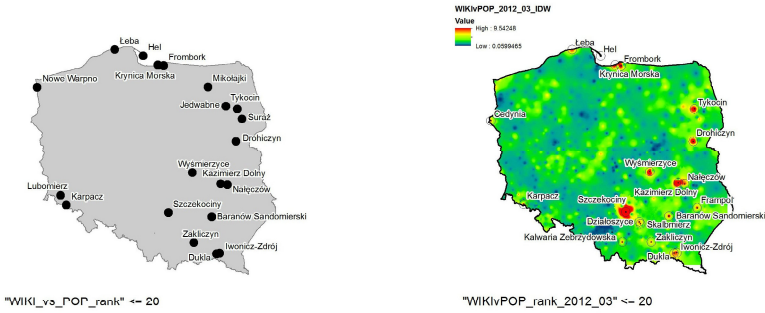 Łeba
Hel
Frombork
Krynica Morska
Nowe Warpno
Mikołajki
Tykocin
Jedwabne
Suraż
Drohiczyn
Wyśmierzyce
Kazimierz Dolny
Nałęczów
Lubomierz
Karpacz
Szczekociny
Baranów Sandomierski
Zakliczyn
Iwonicz-Zdrój
Dukla
"WIKI_vs_POP_rank" <= 20
WIKIvPOP_2012_03_IDW
Value
High : 9.54248
Low : 0.0599465
Łeba
Hel
Frombork
Krynica Morska
Tykocin
Cedynia
Drohiczyn
Wyśmierzyce
Nałęczów
Kazimierz Dolny
Karpacz
Szczekociny
Frampol
Działoszyce
Baranów Sandomierski
Skalbmierz
Kalwaria Zebrzydowska
Zakliczyn
Iwonicz-Zdrój
Dukla
"WIKIvPOP_rank_2012_03" <= 20